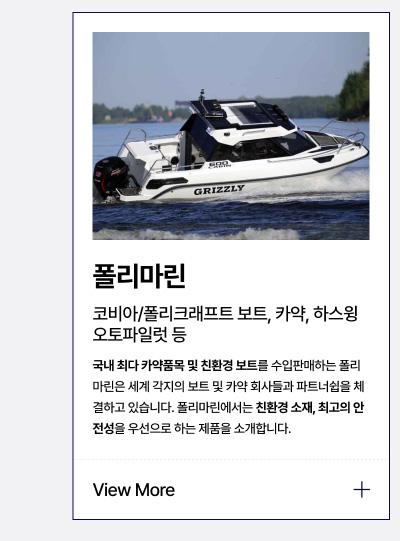 500
CABIN
GRIZZLY
폴리마린
코비아/폴리크래프트 보트, 카약, 하스윙
오토파일럿 등
국내 최다 카약품목 및 친환경 보트를 수입판매하는 폴리
마린은 세계 각지의 보트 및 카약 회사들과 파트너쉽을 체
결하고 있습니다. 폴리마린에서는 친환경 소재, 최고의 안
전성을 우선으로 하는 제품을 소개합니다.
View More